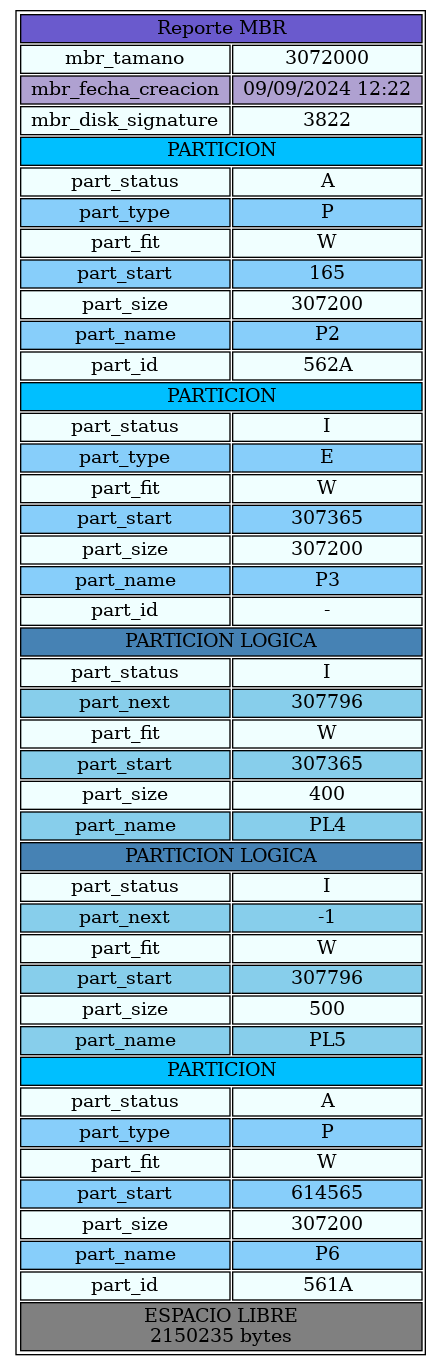 Reporte MBR
mbr_tamano 3072000
mbr_fecha_creacion 09/09/2024 12:22
mbr_disk_signature 3822
PARTICION
part_status A
part_type P
part_fit W
part_start 165
part_size 307200
part_name P2
part_id 562A
PARTICION
part_status I
part_type E
part_fit W
part_start 307365
part_size 307200
part_name P3
part_id -
PARTICION LOGICA
part_status I
part_next 307796
part_fit W
part_start 307365
part_size 400
part_name PL4
PARTICION LOGICA
part_status I
part_next -1
part_fit W
part_start 307796
part_size 500
part_name PL5
PARTICION
part_status A
part_type P
part_fit W
part_start 614565
part_size 307200
part_name P6
part_id 561A
ESPACIO LIBRE
2150235 bytes